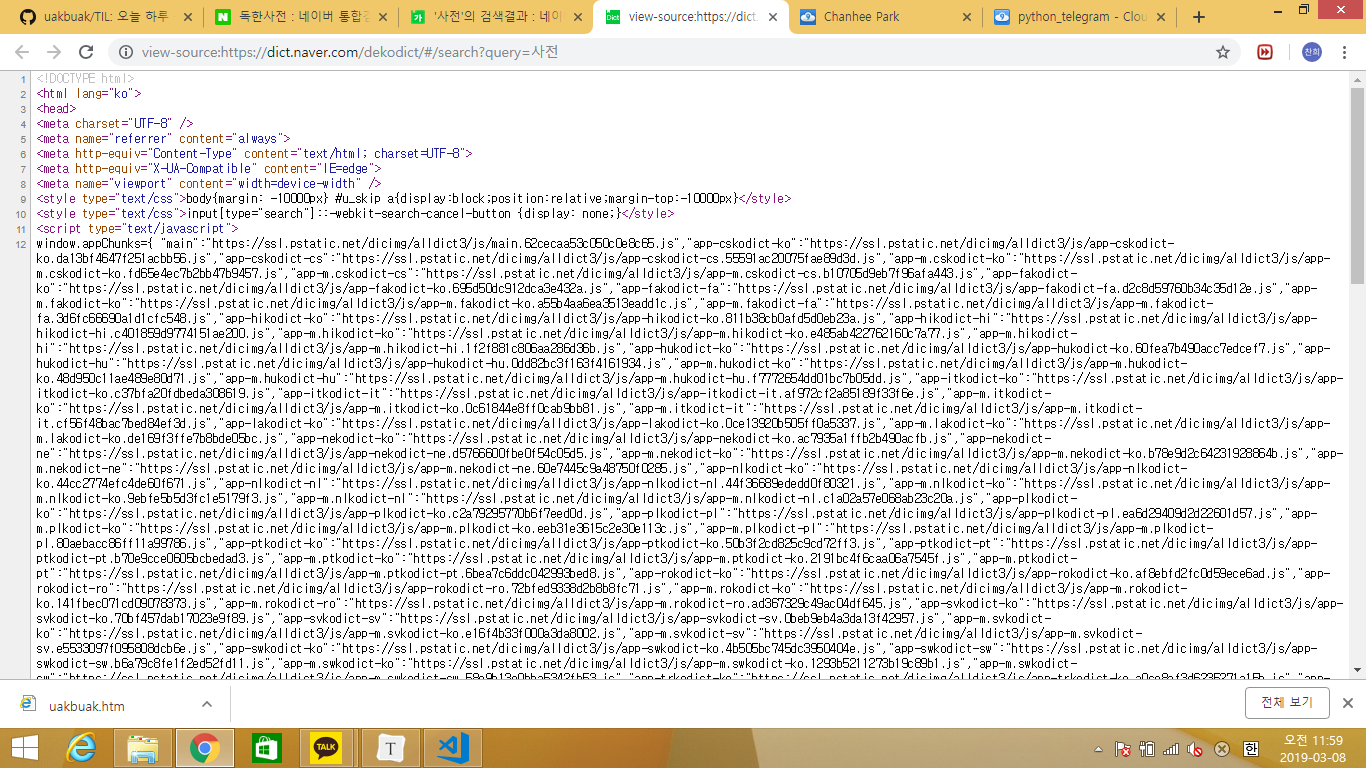 uakbuak/TIL: 오늘 하루
독한사전 : 네이버 통합검
'사전'의 검색결과 : 네이
view-source:https://dict.
Chanhee Park
python_telegram - Clou
view-source:https://dict.naver.com/dekodict/#/search?query=사전
찬희
1 <!DOCTYPE html>
2 <html lang="ko">
3 <head>
4 <meta charset="UTF-8" />
5 <meta name="referrer" content="always">
6 <meta http-equiv="Content-Type" content="text/html; charset=UTF-8">
7 <meta http-equiv="X-UA-Compatible" content="IE=edge">
8 <meta name="viewport" content="width=device-width" />
9 <style type="text/css">body{margin: -10000px} #u_skip a{display:block;position:relative;margin-top:-10000px}</style>
10 <style type="text/css">input[type="search"]::-webkit-search-cancel-button {display: none;}</style>
11 <script type="text/javascript">
12 window.appChunks={ "main":"https://ssl.pstatic.net/dicimg/alldict3/js/main.62cecaa53c050c0e8c65.js","app-cskodict-ko":"https://ssl.pstatic.net/dicimg/alldict3/js/app-cskodict-
ko.da13bf4647f251acbb56.js","app-cskodict-cs":"https://ssl.pstatic.net/dicimg/alldict3/js/app-cskodict-cs.55591ac20075fae89d3d.js","app-m.cskodict-ko":"https://ssl.pstatic.net/dicimg/alldict3/js/app-
m.cskodict-ko.fd65e4ec7b2bb47b9457.js","app-m.cskodict-cs":"https://ssl.pstatic.net/dicimg/alldict3/js/app-m.cskodict-cs.b10705d9eb7f96afa443.js","app-fakodict-
ko":"https://ssl.pstatic.net/dicimg/alldict3/js/app-fakodict-ko.695d50dc912dca3e432a.js","app-fakodict-fa":"https://ssl.pstatic.net/dicimg/alldict3/js/app-fakodict-fa.d2c8d59760b34c35d12e.js","app-
m.fakodict-ko":"https://ssl.pstatic.net/dicimg/alldict3/js/app-m.fakodict-ko.a55b4aa6ea3513eadd1c.js","app-m.fakodict-fa":"https://ssl.pstatic.net/dicimg/alldict3/js/app-m.fakodict-
fa.3d6fc66690a1d1cfc548.js","app-hikodict-ko":"https://ssl.pstatic.net/dicimg/alldict3/js/app-hikodict-ko.811b38cb0afd5d0eb23a.js","app-hikodict-hi":"https://ssl.pstatic.net/dicimg/alldict3/js/app-
hikodict-hi.c401859d9774151ae200.js","app-m.hikodict-ko":"https://ssl.pstatic.net/dicimg/alldict3/js/app-m.hikodict-ko.e485ab422762160c7a77.js","app-m.hikodict-
hi":"https://ssl.pstatic.net/dicimg/alldict3/js/app-m.hikodict-hi.1f2f881c806aa286d36b.js","app-hukodict-ko":"https://ssl.pstatic.net/dicimg/alldict3/js/app-hukodict-ko.60fea7b490acc7edcef7.js","app-
hukodict-hu":"https://ssl.pstatic.net/dicimg/alldict3/js/app-hukodict-hu.0dd62bc3f163f4161934.js","app-m.hukodict-ko":"https://ssl.pstatic.net/dicimg/alldict3/js/app-m.hukodict-
ko.48d950c11ae489e80d71.js","app-m.hukodict-hu":"https://ssl.pstatic.net/dicimg/alldict3/js/app-m.hukodict-hu.f7772654dd01bc7b05dd.js","app-itkodict-ko":"https://ssl.pstatic.net/dicimg/alldict3/js/app-
itkodict-ko.c37bfa20fdbeda306619.js","app-itkodict-it":"https://ssl.pstatic.net/dicimg/alldict3/js/app-itkodict-it.af972cf2a85189f33f6e.js","app-m.itkodict-
ko":"https://ssl.pstatic.net/dicimg/alldict3/js/app-m.itkodict-ko.0c61844e8ff0cab9bb81.js","app-m.itkodict-it":"https://ssl.pstatic.net/dicimg/alldict3/js/app-m.itkodict-
it.cf56f48bac7bed84ef3d.js","app-lakodict-ko":"https://ssl.pstatic.net/dicimg/alldict3/js/app-lakodict-ko.0ce13920b505ff0a5337.js","app-m.lakodict-ko":"https://ssl.pstatic.net/dicimg/alldict3/js/app-
m.lakodict-ko.de169f3ffe7b8bde05bc.js","app-nekodict-ko":"https://ssl.pstatic.net/dicimg/alldict3/js/app-nekodict-ko.ac7935a1ffb2b490acfb.js","app-nekodict-
ne":"https://ssl.pstatic.net/dicimg/alldict3/js/app-nekodict-ne.d5766600fbe0f54c05d5.js","app-m.nekodict-ko":"https://ssl.pstatic.net/dicimg/alldict3/js/app-m.nekodict-ko.b78e9d2c64231928864b.js","app-
m.nekodict-ne":"https://ssl.pstatic.net/dicimg/alldict3/js/app-m.nekodict-ne.60e7445c9a48750f0285.js","app-nlkodict-ko":"https://ssl.pstatic.net/dicimg/alldict3/js/app-nlkodict-
ko.44cc2774efc4de60f671.js","app-nlkodict-nl":"https://ssl.pstatic.net/dicimg/alldict3/js/app-nlkodict-nl.44f36689ededd0f80321.js","app-m.nlkodict-ko":"https://ssl.pstatic.net/dicimg/alldict3/js/app-
m.nlkodict-ko.9ebfe5b5d3fc1e5179f3.js","app-m.nlkodict-nl":"https://ssl.pstatic.net/dicimg/alldict3/js/app-m.nlkodict-nl.c1a02a57e068ab23c20a.js","app-plkodict-
ko":"https://ssl.pstatic.net/dicimg/alldict3/js/app-plkodict-ko.c2a79295770b6f7eed0d.js","app-plkodict-pl":"https://ssl.pstatic.net/dicimg/alldict3/js/app-plkodict-pl.ea6d29409d2d22601d57.js","app-
m.plkodict-ko":"https://ssl.pstatic.net/dicimg/alldict3/js/app-m.plkodict-ko.eeb31e3615c2e30e113c.js","app-m.plkodict-pl":"https://ssl.pstatic.net/dicimg/alldict3/js/app-m.plkodict-
pl.80aebacc86ff11a99786.js","app-ptkodict-ko":"https://ssl.pstatic.net/dicimg/alldict3/js/app-ptkodict-ko.50b3f2cd825c9cd72ff3.js","app-ptkodict-pt":"https://ssl.pstatic.net/dicimg/alldict3/js/app-
ptkodict-pt.b70e9cce0605bcbedad3.js","app-m.ptkodict-ko":"https://ssl.pstatic.net/dicimg/alldict3/js/app-m.ptkodict-ko.2191bc4f6caa06a7545f.js","app-m.ptkodict-
pt":"https://ssl.pstatic.net/dicimg/alldict3/js/app-m.ptkodict-pt.6bea7c6ddc042993bed8.js","app-rokodict-ko":"https://ssl.pstatic.net/dicimg/alldict3/js/app-rokodict-ko.af8ebfd2fc0d59ece6ad.js","app-
rokodict-ro":"https://ssl.pstatic.net/dicimg/alldict3/js/app-rokodict-ro.72bfed9336d2b8b8fc71.js","app-m.rokodict-ko":"https://ssl.pstatic.net/dicimg/alldict3/js/app-m.rokodict-
ko.141fbec071cd09078373.js","app-m.rokodict-ro":"https://ssl.pstatic.net/dicimg/alldict3/js/app-m.rokodict-ro.ad367329c49ac04df645.js","app-svkodict-ko":"https://ssl.pstatic.net/dicimg/alldict3/js/app-
svkodict-ko.70bf457dab17023e9f89.js","app-svkodict-sv":"https://ssl.pstatic.net/dicimg/alldict3/js/app-svkodict-sv.0beb9eb4a3da13f42957.js","app-m.svkodict-
ko":"https://ssl.pstatic.net/dicimg/alldict3/js/app-m.svkodict-ko.e16f4b33f000a3da8002.js","app-m.svkodict-sv":"https://ssl.pstatic.net/dicimg/alldict3/js/app-m.svkodict-
sv.e5533097f095808dcb6e.js","app-swkodict-ko":"https://ssl.pstatic.net/dicimg/alldict3/js/app-swkodict-ko.4b505bc745dc3950404e.js","app-swkodict-sw":"https://ssl.pstatic.net/dicimg/alldict3/js/app-
swkodict-sw.b6a79c8fe1f2ed52fd11.js","app-m.swkodict-ko":"https://ssl.pstatic.net/dicimg/alldict3/js/app-m.swkodict-ko.1293b5211273b19c89b1.js","app-m.swkodict-
uakbuak.htm
전체 보기
TALK
T
한
오전 11:59
2019-03-08